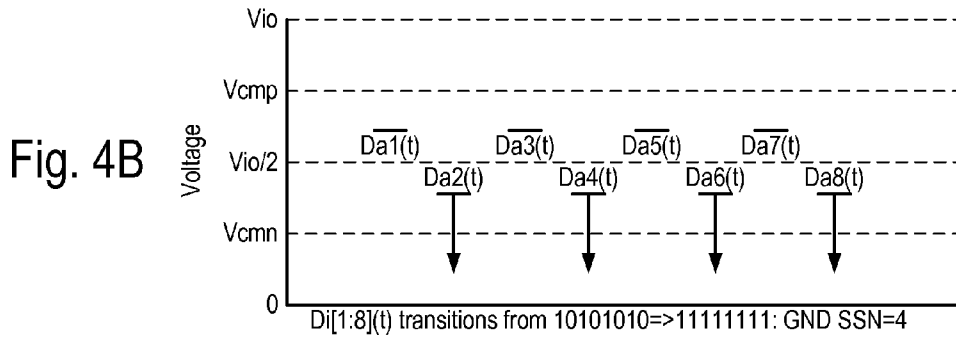 Fig. 4B
Voltage
Vio
Vcmp
Vio/2
Vcmn
0
Da1(t) Da3(t) Da5(t) Da7(t)
Da2(t) Da4(t) Da6(t) Da8(t)
Di[1:8](t) transitions from 10101010=>11111111: GND SSN=4